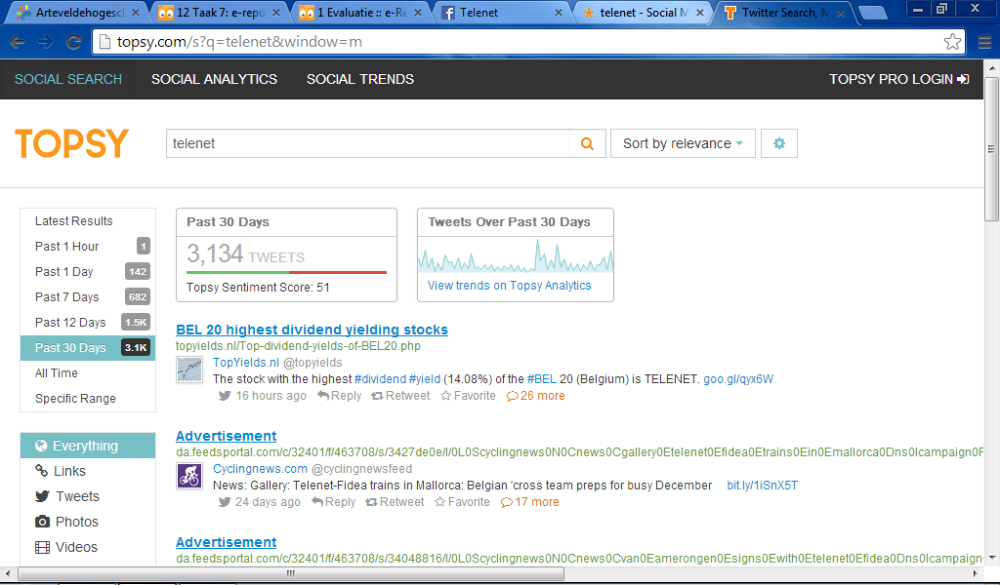 Arteveldehogesch
12 Taak 7: e-repu
1 Evaluatie :: e-Re
Telenet
telenet - Social M
Twitter Search, M
topsy.com/s?q=telenet&window=m
SOCIAL SEARCH SOCIAL ANALYTICS SOCIAL TRENDS TOPSY PRO LOGIN
TOPSY telenet Sort by relevance
Latest Results
Past 1 Hour 1
Past 1 Day 142
Past 7 Days 682
Past 12 Days 1.5K
Past 30 Days 3.1K
All Time
Specific Range
Everything
Links
Tweets
Photos
Videos
Past 30 Days
3,134 TWEETS
Topsy Sentiment Score: 51
Tweets Over Past 30 Days
View trends on Topsy Analytics
BEL 20 highest dividend yielding stocks
topyields.nl/Top-dividend-yields-of-BEL20.php
TopYields.nl @topyields
The stock with the highest #dividend #yield (14.08%) of the #BEL 20 (Belgium) is TELENET. goo.gl/qyx6W
16 hours ago Reply Retweet Favorite 26 more
Advertisement
da.feedsportal.com/c/32401/f/463708/s/3427de0e/l/0L0Scyclingnews0N0Cnews0Cgallery0Etelenet0Efidea0Etrains0Ein0Emallorca0Dns0Icampaign0F
Cyclingnews.com @cyclingnewsfeed
News: Gallery: Telenet-Fidea trains in Mallorca: Belgian 'cross team preps for busy December bit.ly/1iSnX5T
24 days ago Reply Retweet Favorite 17 more
Advertisement
da.feedsportal.com/c/32401/f/463708/s/34048816/l/0L0Scyclingnews0N0Cnews0Cvan0Eamerongen0Esigns0Ewith0Etelenet0Efidea0Dns0Icampaign